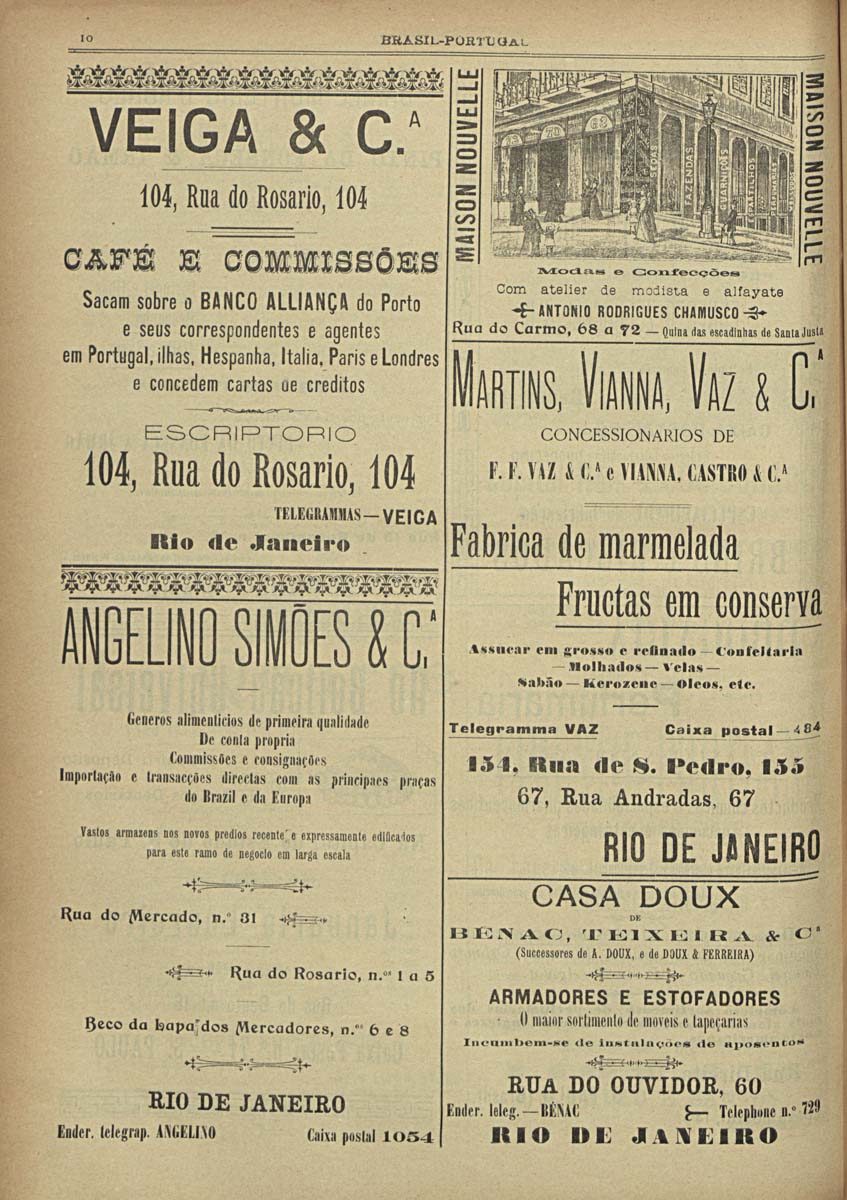 10
BRASIL-PORTUGAL
VEIGA & C.A
104, Rua do Rosario, 104
CAFÉ E COMMISSÕES
Sacam sobre o BANCO ALLIANÇA do Porto
e seus correspondentes e agentes
em Portugal, ilhas, Hespanha, Italia, Paris e Londres
e concedem cartas de creditos
ESCRIPTORIO
104, Rua do Rosario, 104
TELEGRAMMAS—VEIGA
Rio de Janeiro
ANGELINO SIMÕES & C.A
Generos alimenticios de primeira qualidade
De conta propria
Commissões e consignações
Importação e transacções directas com as principaes praças
do Brazil e da Europa
Vastos armazens nos novos predios recente e expressamente edificados
para este ramo de negocio em larga escala
Rua do Mercado, n.º 31
Rua do Rosario, n.os 1 a 5
Beco da Lapa dos Mercadores, n.os 6 e 8
RIO DE JANEIRO
Ender. telegrap. ANGELINO Caixa postal 1054
MAISON NOUVELLE
70
68
SEDAS
FAZENDAS
GUARNIÇÕES
ESPARTILHOS
MAISON NOUVELLE
Modas e Confecções
Com atelier de modista e alfayate
ANTONIO RODRIGUES CHAMUSCO
Rua do Carmo, 68 a 72 — Quina das escadinhas de Santa Justa
MARTINS, VIANNA, VAZ & C.A
CONCESSIONARIOS DE
F. F. VAZ & C.A e VIANNA, CASTRO & C.A
Fabrica de marmelada
Fructas em conserva
Assucar em grosso e refinado — Confeitaria
— Molhados — Velas —
Sabão — Kerozene — Oleos, etc.
Telegramma VAZ Caixa postal — 484
154, Rua de S. Pedro, 155
67, Rua Andradas, 67
RIO DE JANEIRO
CASA DOUX
DE
BÉNAC, TEIXEIRA & Cª
(Successores de A. DOUX, e de DOUX & FERREIRA)
ARMADORES E ESTOFADORES
O maior sortimento de moveis e tapeçarias
Incumbem-se de instalações de aposentos
RUA DO OUVIDOR, 60
Ender. teleg. — BÉNAC Telephone n.º 729
RIO DE JANEIRO